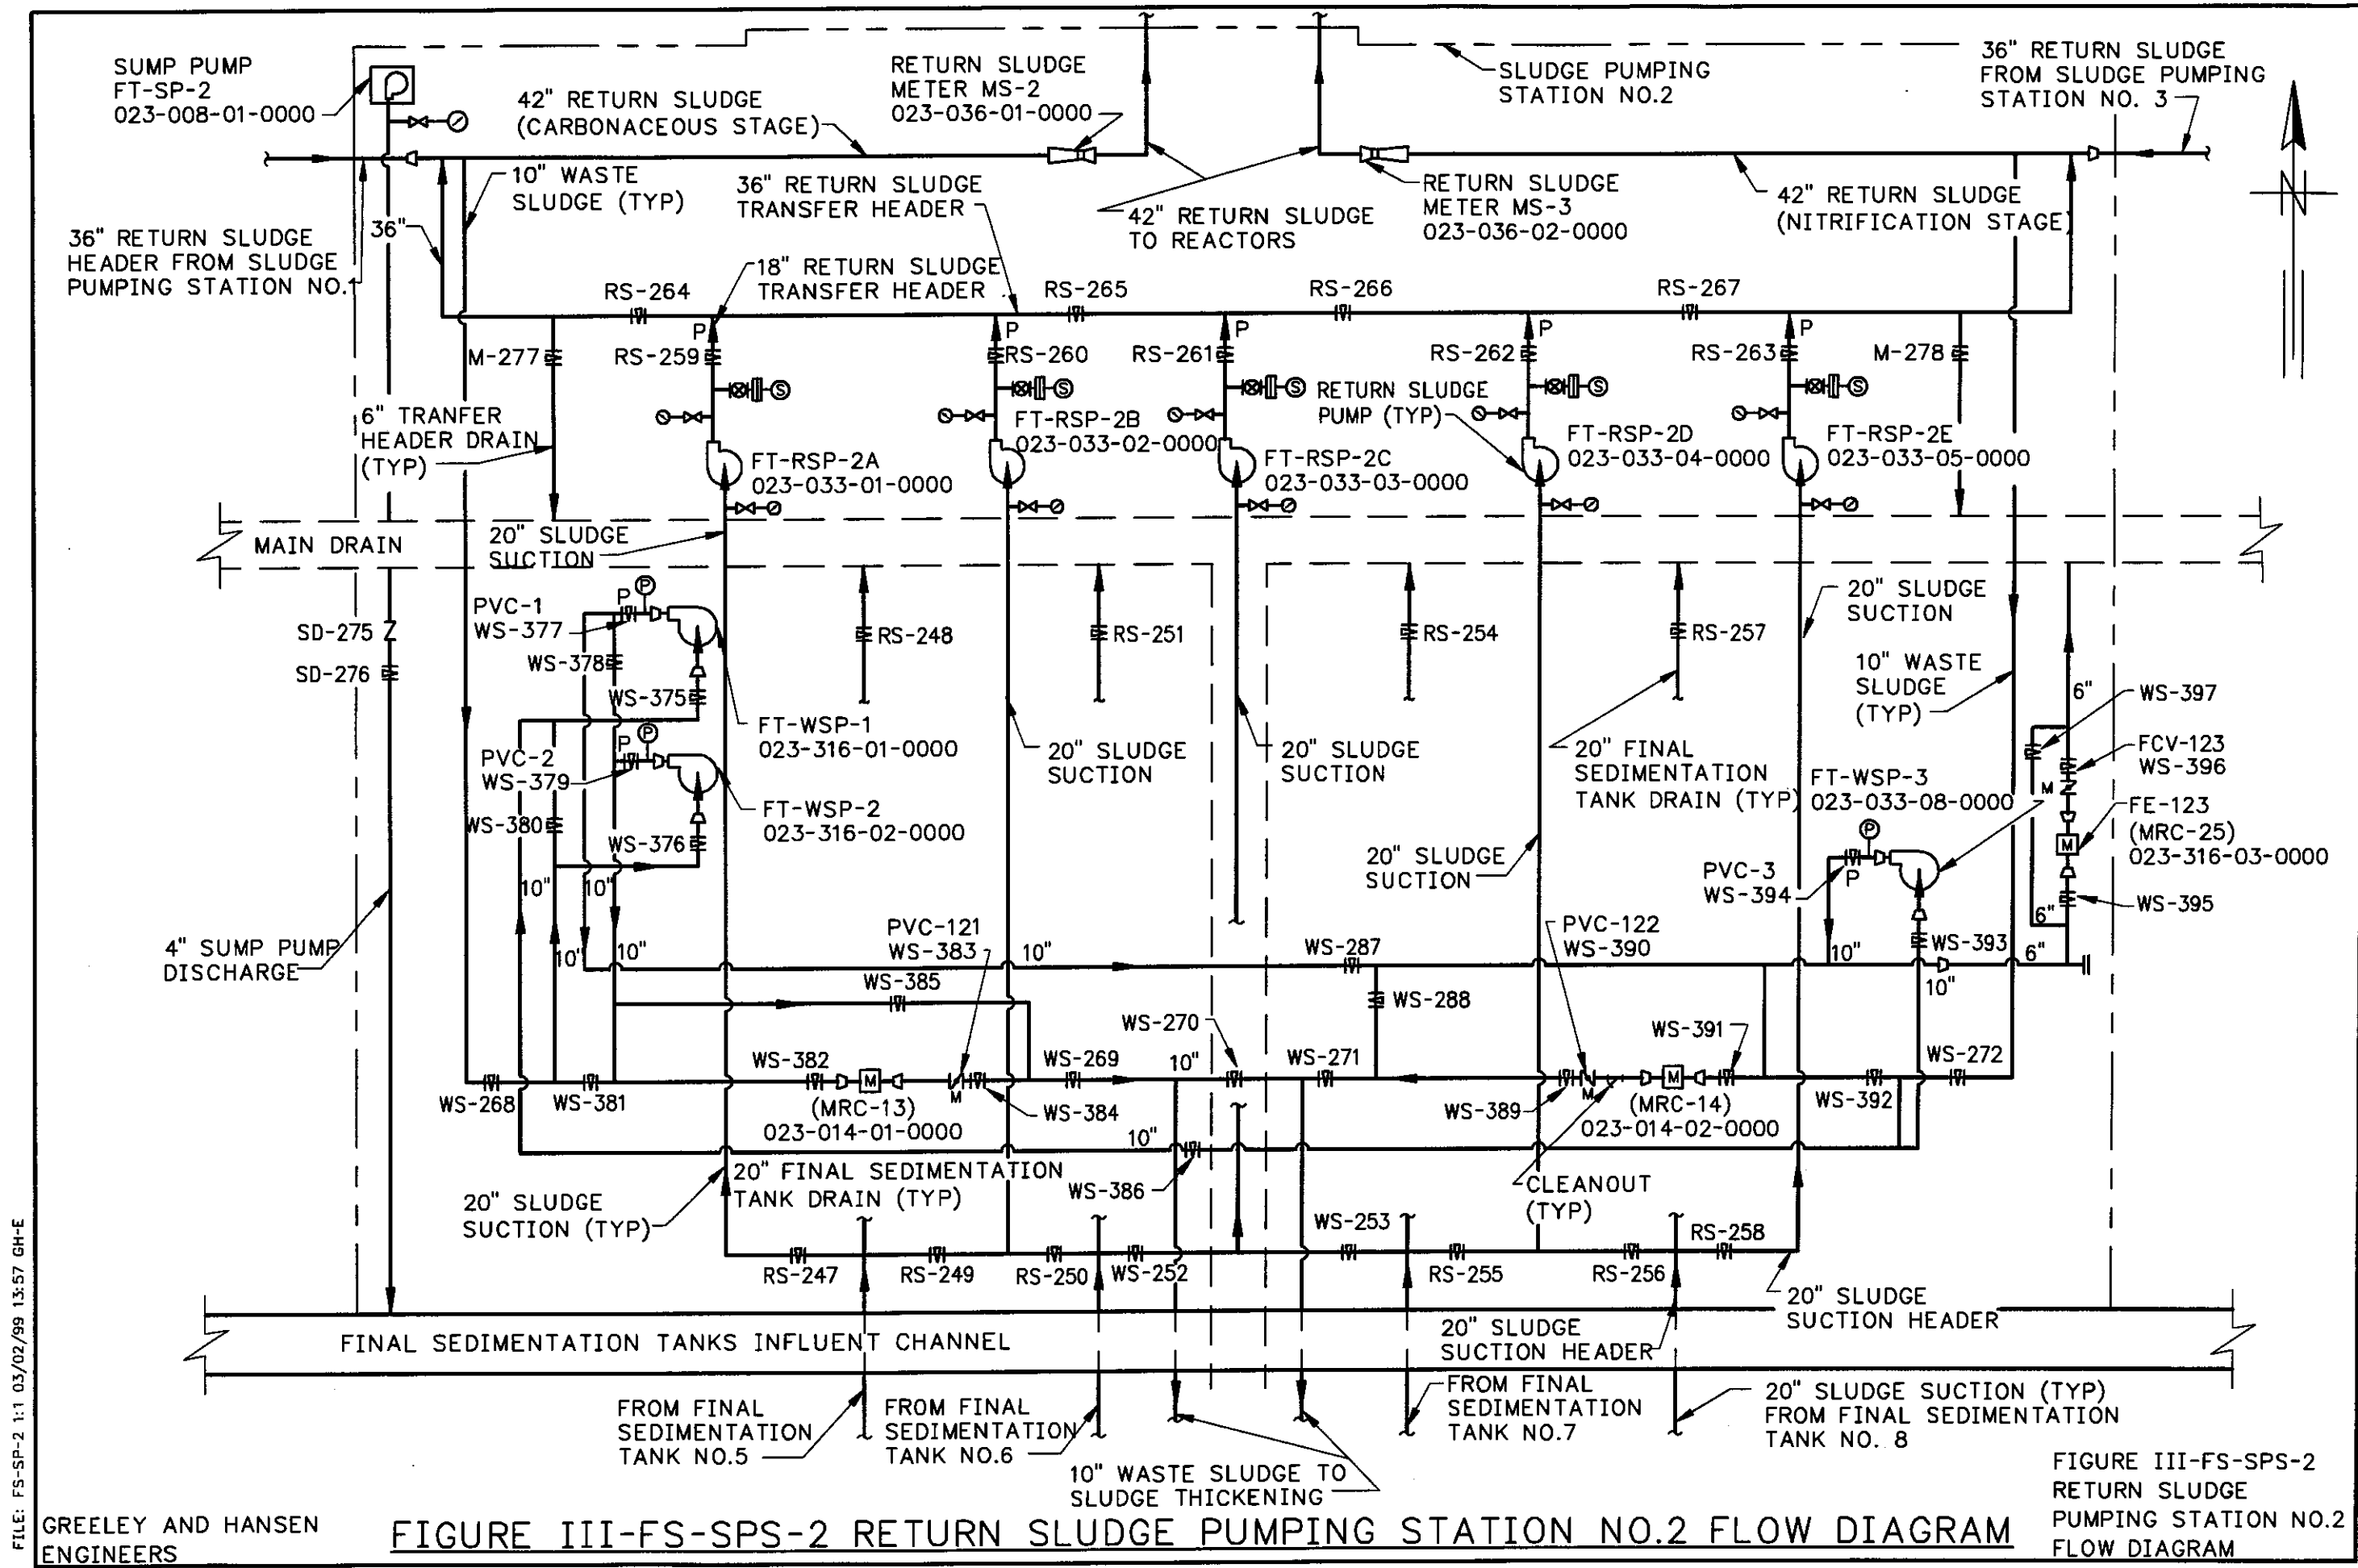 SUMP PUMP
FT-SP-2
023-008-01-0000
42" RETURN SLUDGE
(CARBONACEOUS STAGE)
RETURN SLUDGE
METER MS-2
023-036-01-0000
SLUDGE PUMPING
STATION NO.2
36" RETURN SLUDGE
FROM SLUDGE PUMPING
STATION NO. 3
N
10" WASTE
SLUDGE (TYP)
36" RETURN SLUDGE
TRANSFER HEADER
42" RETURN SLUDGE
TO REACTORS
RETURN SLUDGE
METER MS-3
023-036-02-0000
42" RETURN SLUDGE
(NITRIFICATION STAGE)
36"
36" RETURN SLUDGE
HEADER FROM SLUDGE
PUMPING STATION NO.1
18" RETURN SLUDGE
TRANSFER HEADER
RS-264
RS-265
RS-266
RS-267
P
P
P
P
P
M-277
RS-259
RS-260
RS-261
RS-262
RS-263
M-278
S
S
S
S
S
RETURN SLUDGE
PUMP (TYP)
6" TRANFER
HEADER DRAIN
(TYP)
FT-RSP-2A
023-033-01-0000
FT-RSP-2B
023-033-02-0000
FT-RSP-2C
023-033-03-0000
FT-RSP-2D
023-033-04-0000
FT-RSP-2E
023-033-05-0000
MAIN DRAIN
20" SLUDGE
SUCTION
PVC-1
WS-377
P
P
SD-275
SD-276
WS-378
WS-375
RS-248
RS-251
RS-254
RS-257
20" SLUDGE
SUCTION
10" WASTE
SLUDGE
(TYP)
6"
WS-397
FCV-123
WS-396
M
FE-123
(MRC-25)
023-316-03-0000
M
WS-395
6"
FT-WSP-1
023-316-01-0000
PVC-2
WS-379
P
P
FT-WSP-2
023-316-02-0000
WS-380
WS-376
20" SLUDGE
SUCTION
20" SLUDGE
SUCTION
20" FINAL
SEDIMENTATION
TANK DRAIN (TYP)
FT-WSP-3
023-033-08-0000
P
PVC-3
WS-394
P
20" SLUDGE
SUCTION
10"
10"
10"
10"
4" SUMP PUMP
DISCHARGE
PVC-121
WS-383
10"
WS-287
PVC-122
WS-390
10"
WS-393
6"
10"
WS-385
WS-288
WS-270
WS-391
WS-382
WS-269
10"
WS-271
WS-272
M
M
WS-268
WS-381
(MRC-13)
023-014-01-0000
M
WS-384
WS-389
M
(MRC-14)
023-014-02-0000
WS-392
10"
WS-386
20" SLUDGE
SUCTION (TYP)
20" FINAL SEDIMENTATION
TANK DRAIN (TYP)
CLEANOUT
(TYP)
WS-253
RS-258
RS-247
RS-249
RS-250
WS-252
RS-255
RS-256
20" SLUDGE
SUCTION HEADER
20" SLUDGE
SUCTION HEADER
FINAL SEDIMENTATION TANKS INFLUENT CHANNEL
FROM FINAL
SEDIMENTATION
TANK NO.5
FROM FINAL
SEDIMENTATION
TANK NO.6
10" WASTE SLUDGE TO
SLUDGE THICKENING
FROM FINAL
SEDIMENTATION
TANK NO.7
20" SLUDGE SUCTION (TYP)
FROM FINAL SEDIMENTATION
TANK NO. 8
FIGURE III-FS-SPS-2
RETURN SLUDGE
PUMPING STATION NO.2
FLOW DIAGRAM
GREELEY AND HANSEN
ENGINEERS
FIGURE III-FS-SPS-2 RETURN SLUDGE PUMPING STATION NO.2 FLOW DIAGRAM
FILE: FS-SP-2 1:1 03/02/99 13:57 GH-E